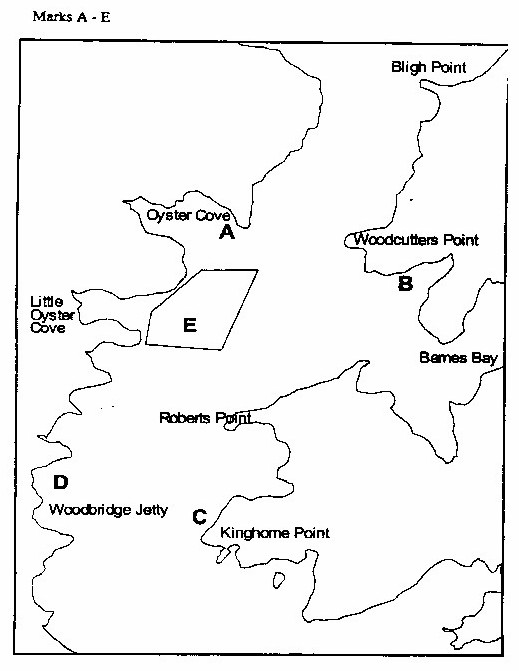 Marks A - E
Bligh Point
Oyster Cove
A
Woodcutters Point
B
Little
Oyster
Cove
E
Barnes Bay
Roberts Point
D
Woodbridge Jetty
C
Kinghorne Point